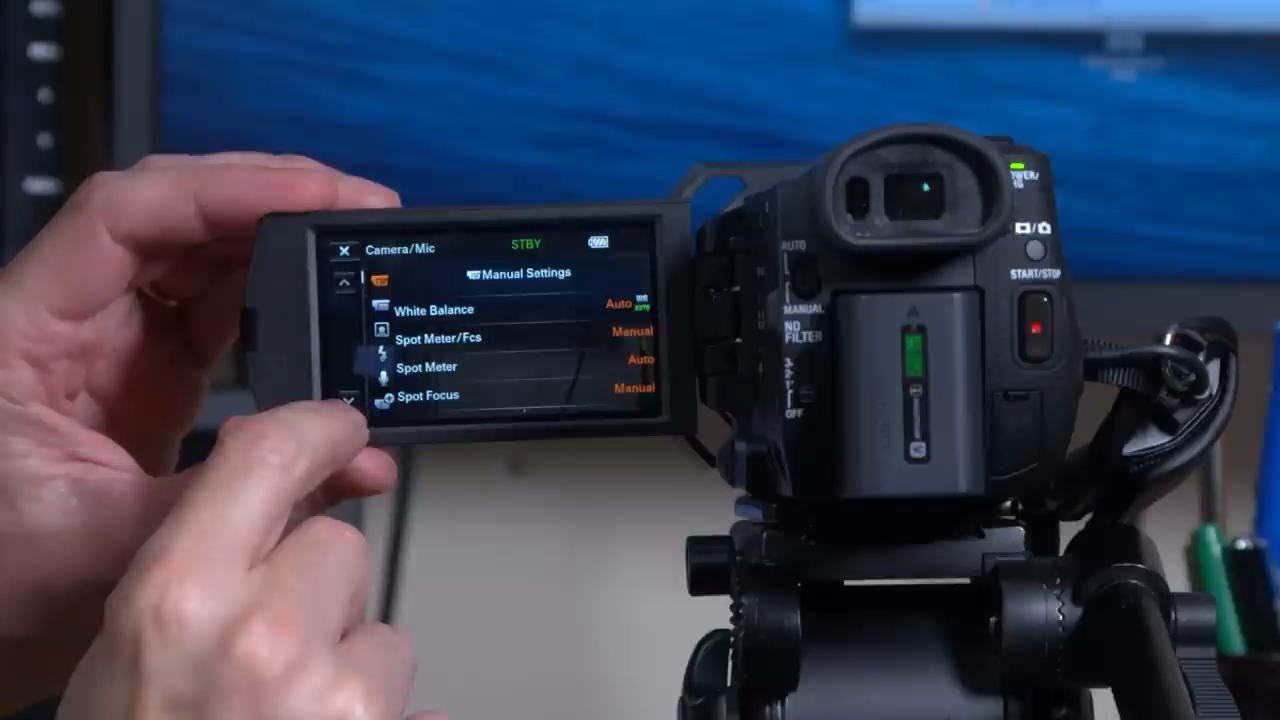 Camera/Mic
STBY
Manual Settings
White Balance
Auto
Spot Meter/Fcs
Manual
Spot Meter
Auto
Spot Focus
Manual
AUTO
MANUAL
NO
FILTER
OFF
START/STOP